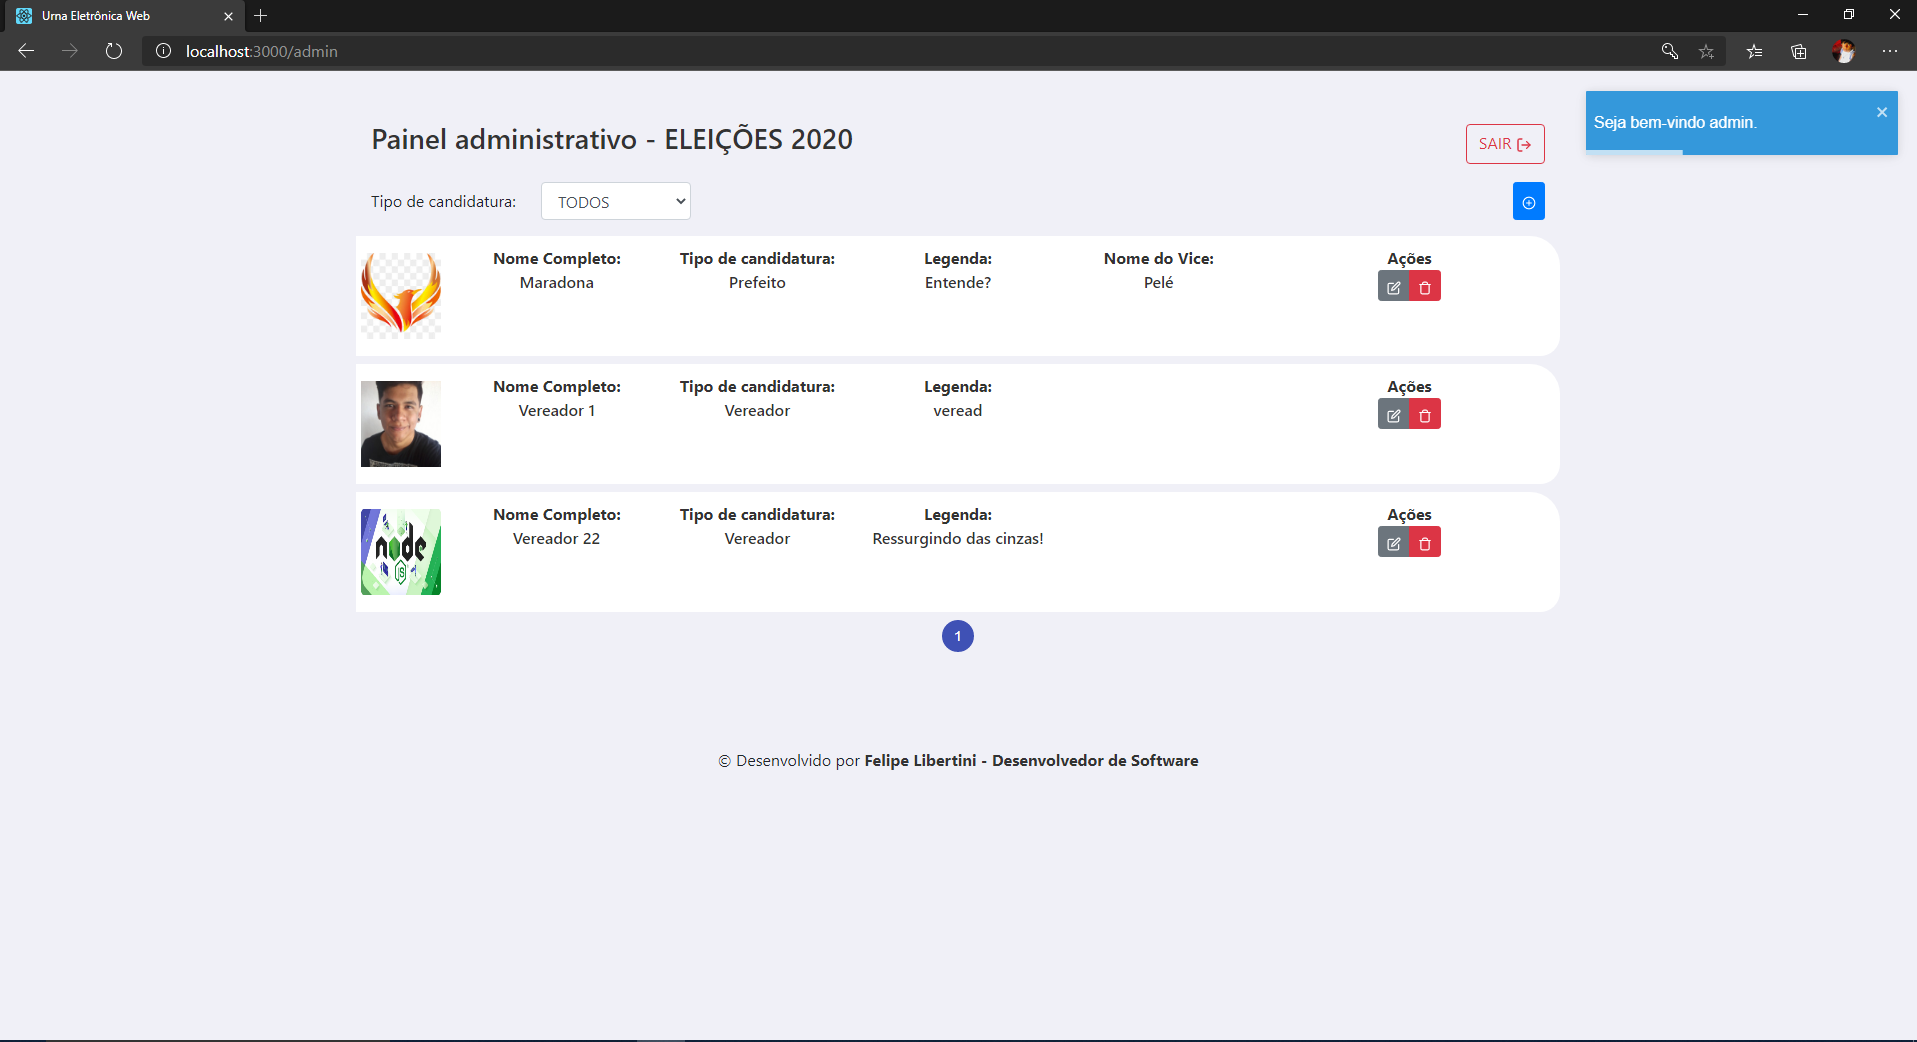 Urna Eletrônica Web
localhost:3000/admin
Seja bem-vindo admin.
Painel administrativo - ELEIÇÕES 2020
SAIR
Tipo de candidatura:
TODOS
Nome Completo: Tipo de candidatura: Legenda: Nome do Vice: Ações
Maradona Prefeito Entende? Pelé
Nome Completo: Tipo de candidatura: Legenda: Ações
Vereador 1 Vereador veread
Nome Completo: Tipo de candidatura: Legenda: Ações
Vereador 22 Vereador Ressurgindo das cinzas!
node
JS
1
© Desenvolvido por Felipe Libertini - Desenvolvedor de Software